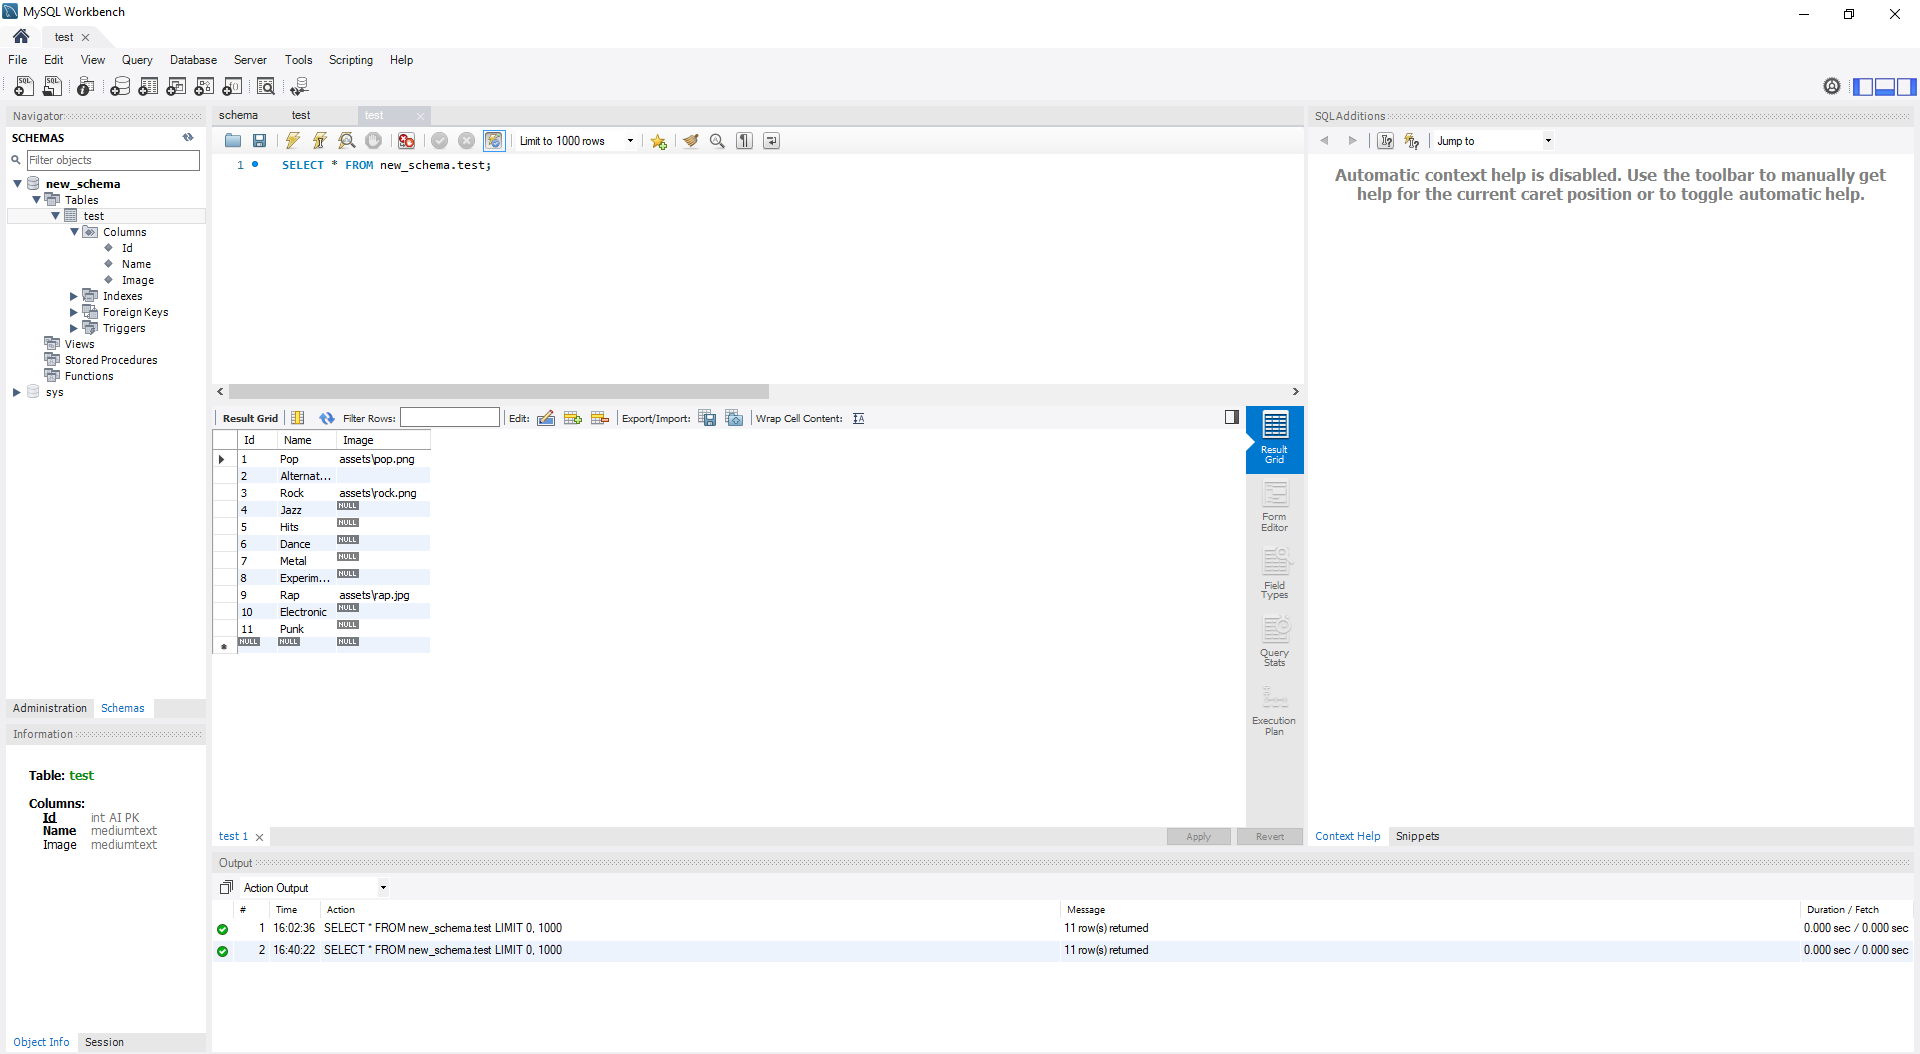 MySQL Workbench
test
File Edit View Query Database Server Tools Scripting Help
Navigator
SCHEMAS
Filter objects
new_schema
Tables
test
Columns
Id
Name
Image
Indexes
Foreign Keys
Triggers
Views
Stored Procedures
Functions
sys
Administration Schemas
Information
Table: test
Columns:
Id int AI PK
Name mediumtext
Image mediumtext
Object Info Session
schema test test
Limit to 1000 rows
1 SELECT * FROM new_schema.test;
Result Grid Filter Rows: Edit: Export/Import: Wrap Cell Content:
Id Name Image
1 Pop assets\pop.png
2 Alternat...
3 Rock assets\rock.png
4 Jazz NULL
5 Hits NULL
6 Dance NULL
7 Metal NULL
8 Experim... NULL
9 Rap assets\rap.jpg
10 Electronic NULL
11 Punk NULL
NULL NULL NULL
Result
Grid
Form
Editor
Field
Types
Query
Stats
Execution
Plan
test 1
Apply Revert
SQLAdditions
Jump to
Automatic context help is disabled. Use the toolbar to manually get
help for the current caret position or to toggle automatic help.
Context Help Snippets
Output
Action Output
# Time Action Message Duration / Fetch
1 16:02:36 SELECT * FROM new_schema.test LIMIT 0, 1000 11 row(s) returned 0.000 sec / 0.000 sec
2 16:40:22 SELECT * FROM new_schema.test LIMIT 0, 1000 11 row(s) returned 0.000 sec / 0.000 sec